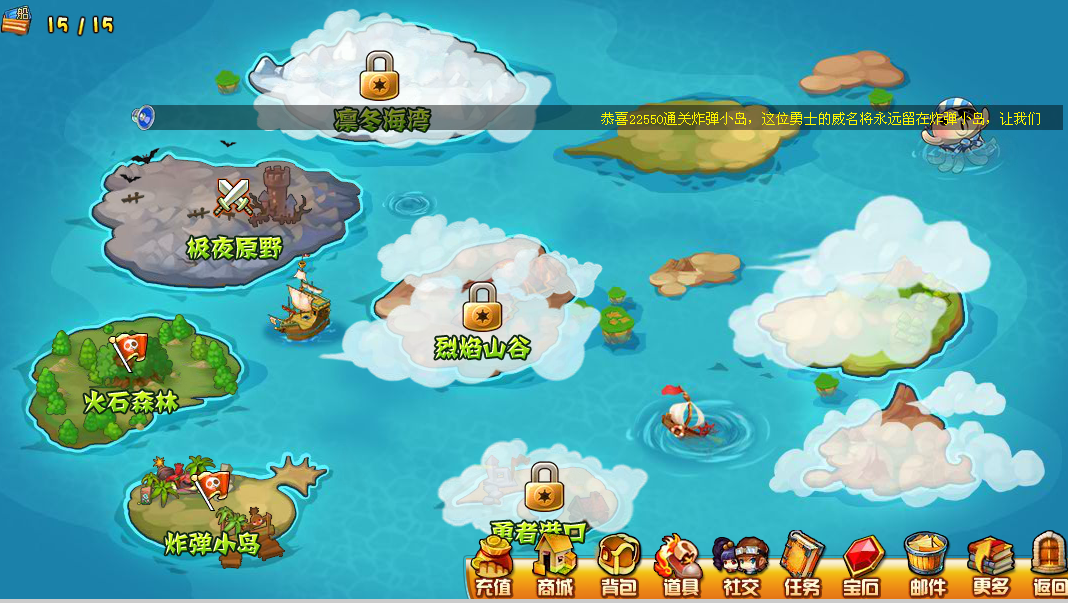 船 15 / 15
凛冬海湾
恭喜22550通关炸弹小岛，这位勇士的威名将永远留在炸弹小岛，让我们
极夜原野
烈焰山谷
火石森林
勇者港口
炸弹小岛
充值 商城 背包 道具 社交 任务 宝石 邮件 更多 返回